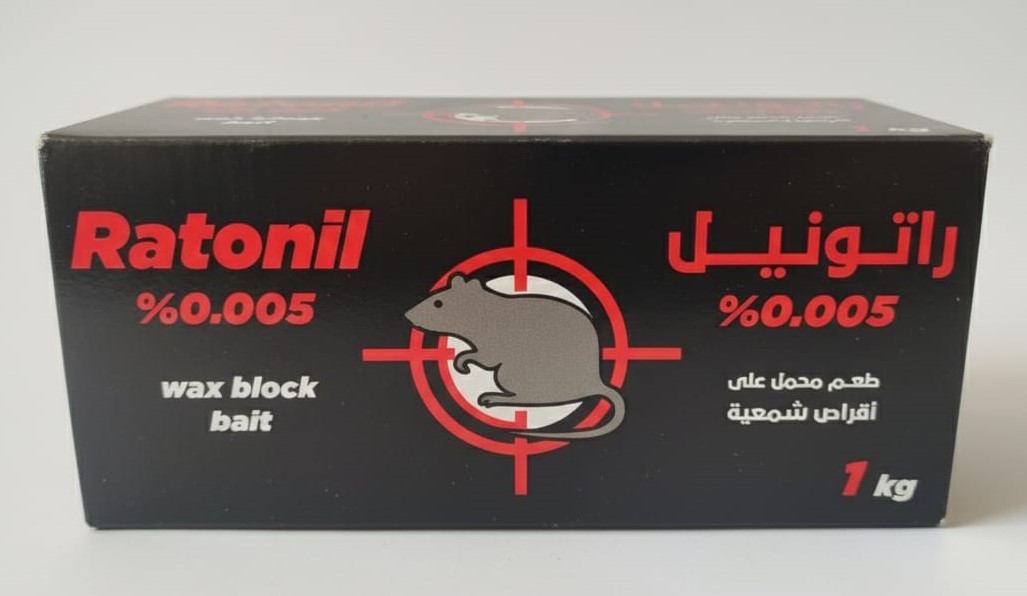 Ratonil
%0.005
wax block
bait
راتونيل
%0.005
طعم محمل على
أقراص شمعية
1 kg